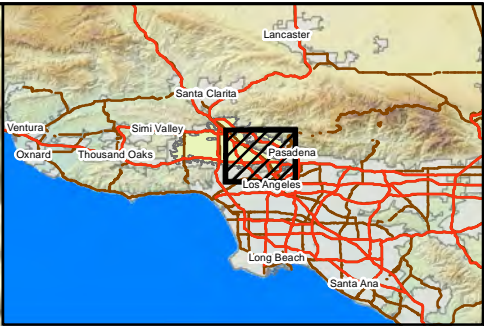 Lancaster
Santa Clarita
Ventura
Simi Valley
Oxnard
Thousand Oaks
Pasadena
Los Angeles
Long Beach
Santa Ana